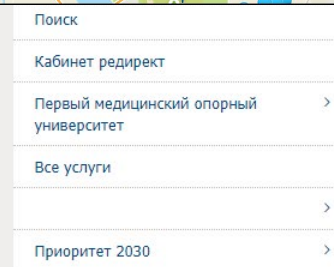 Поиск
Кабинет редирект
Первый медицинский опорный
университет
Все услуги
Приоритет 2030